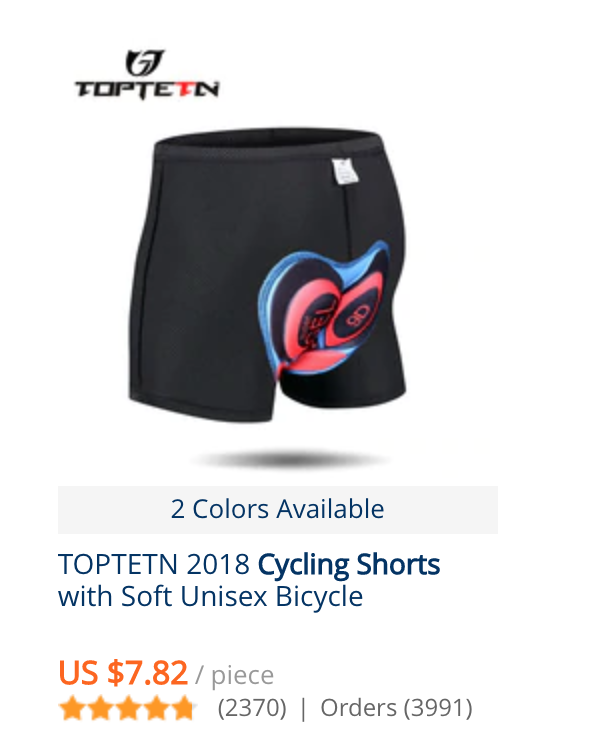 TOPTETN
GEL
2 Colors Available
TOPTETN 2018 Cycling Shorts
with Soft Unisex Bicycle
US $7.82 / piece
(2370) | Orders (3991)